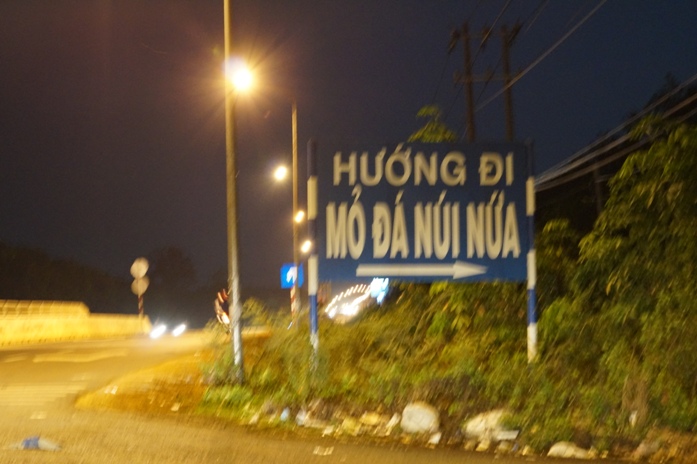 HƯỚNG ĐI
MỎ ĐÁ NÚI NỨA